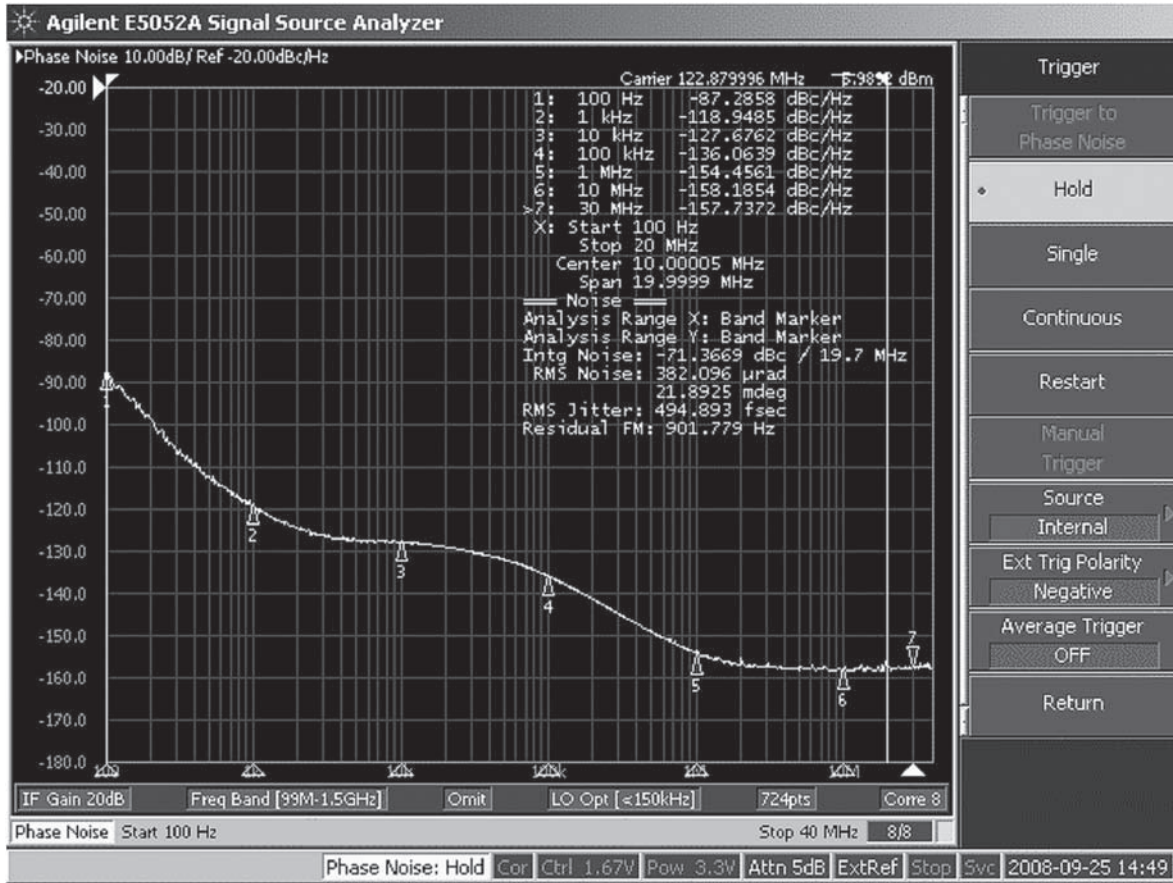 Agilent E5052A Signal Source Analyzer
Phase Noise 10.00dB/ Ref -20.00dBc/Hz
Carrier 122.879996 MHz dBm
1: 100 Hz -87.2858 dBc/Hz
2: 1 kHz -118.9485 dBc/Hz
3: 10 kHz -127.6762 dBc/Hz
4: 100 kHz -136.0639 dBc/Hz
5: 1 MHz -154.4561 dBc/Hz
6: 10 MHz -158.1854 dBc/Hz
>7: 30 MHz -157.7372 dBc/Hz
X: Start 100 Hz
Stop 20 MHz
Center 10.00005 MHz
Span 19.9999 MHz
Noise
Analysis Range X: Band Marker
Analysis Range Y: Band Marker
Intg Noise: -71.3669 dBc / 19.7 MHz
RMS Noise: 382.096 µrad
21.8925 mdeg
RMS Jitter: 494.893 fsec
Residual FM: 901.779 Hz
-20.00
-30.00
-40.00
-50.00
-60.00
-70.00
-80.00
-90.00
-100.0
-110.0
-120.0
-130.0
-140.0
-150.0
-160.0
-170.0
-180.0
1
2
3
4
5
6
7
IF Gain 20dB
Freq Band [99M-1.5GHz]
Omit
LO Opt [<150kHz]
724pts
Corre 8
Phase Noise Start 100 Hz
Stop 40 MHz 8/8
Phase Noise: Hold Cor Ctrl 1.67V Pow 3.3V Attn 5dB ExtRef Stop Svc 2008-09-25 14:49
Trigger
Trigger to
Phase Noise
Hold
Single
Continuous
Restart
Manual
Trigger
Source
Internal
Ext Trig Polarity
Negative
Average Trigger
OFF
Return